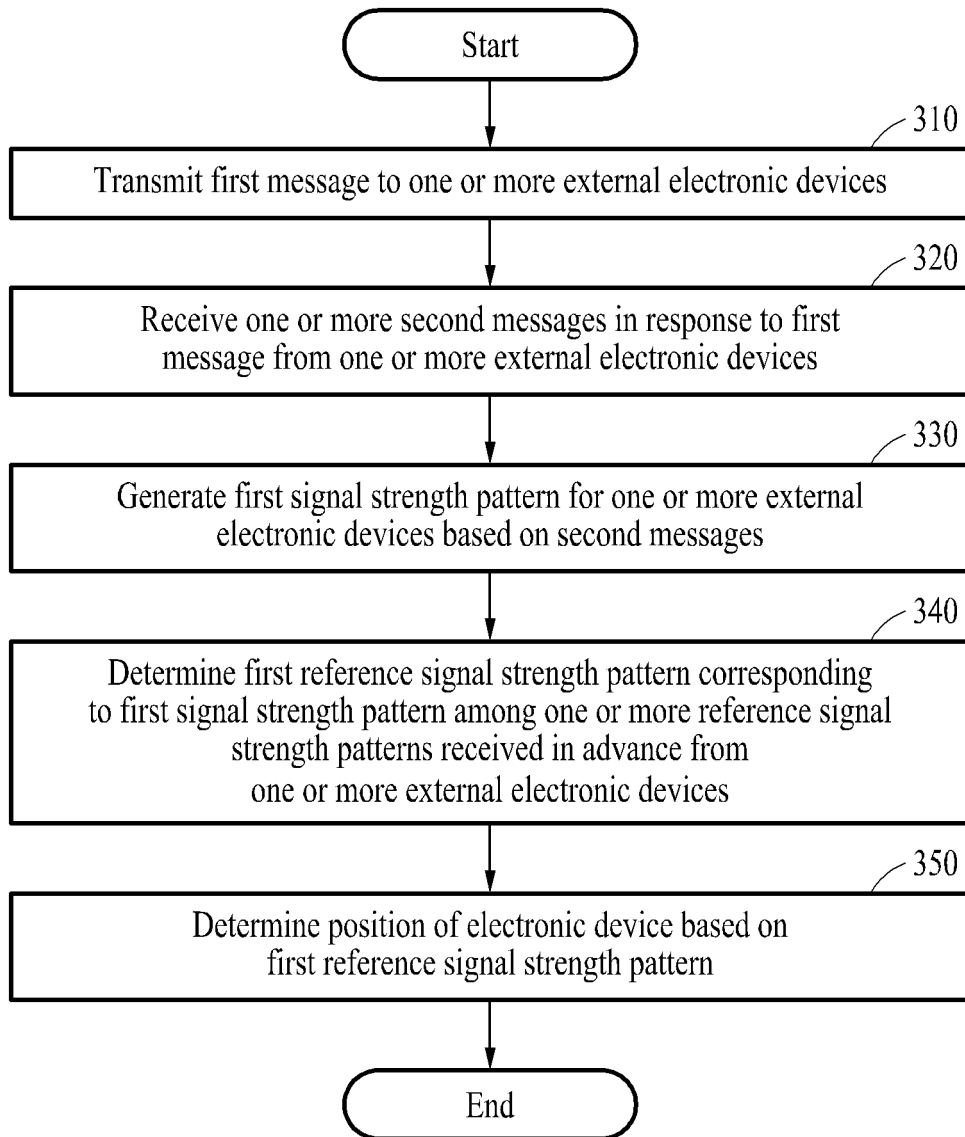 Start
310
Transmit first message to one or more external electronic devices
320
Receive one or more second messages in response to first
message from one or more external electronic devices
330
Generate first signal strength pattern for one or more external
electronic devices based on second messages
340
Determine first reference signal strength pattern corresponding
to first signal strength pattern among one or more reference signal
strength patterns received in advance from
one or more external electronic devices
350
Determine position of electronic device based on
first reference signal strength pattern
End